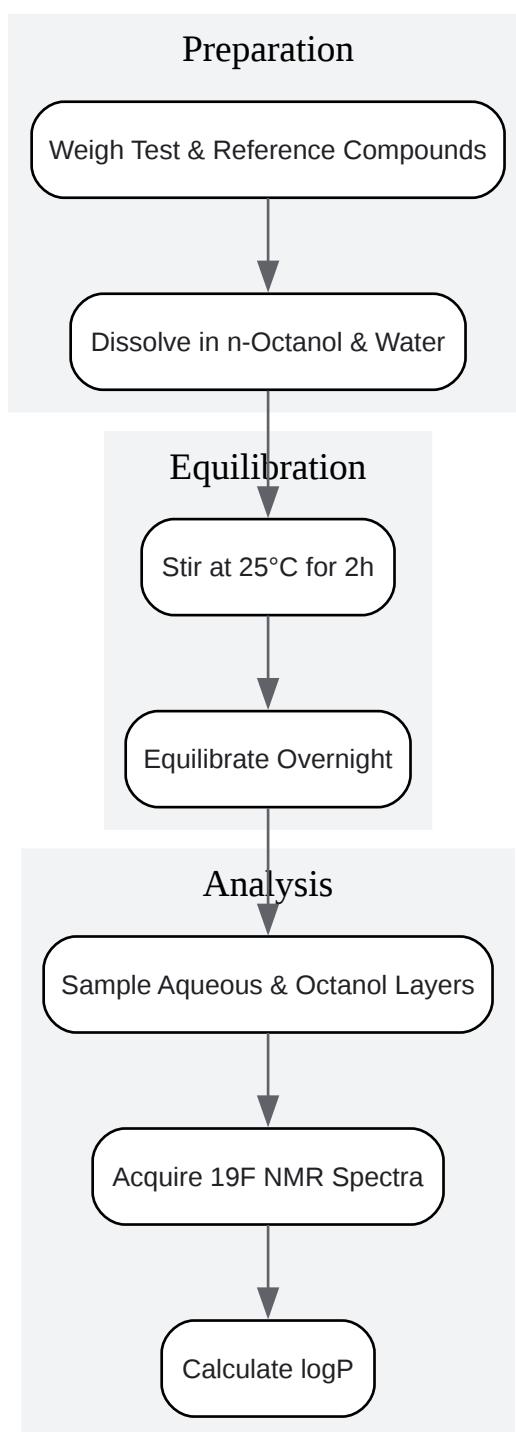 Preparation
Weigh Test & Reference Compounds
Dissolve in n-Octanol & Water
Equilibration
Stir at 25°C for 2h
Equilibrate Overnight
Analysis
Sample Aqueous & Octanol Layers
Acquire 19F NMR Spectra
Calculate logP